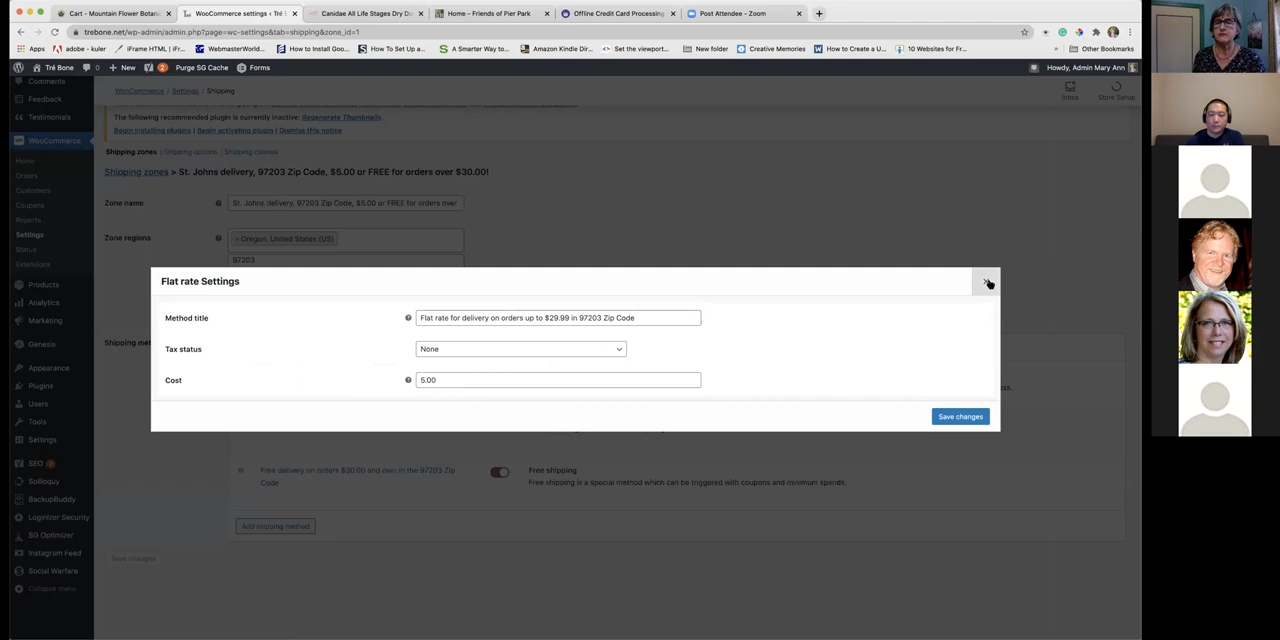 Cart - Mountain Flower Botani
WooCommerce settings ‹ Tré B
Canidae All Life Stages Dry Do
Home – Friends of Pier Park
Offline Credit Card Processing
Post Attendee - Zoom
trebone.net/wp-admin/admin.php?page=wc-settings&tab=shipping&zone_id=1
Apps
adobe - kuler
iFrame HTML | iFr...
WebmasterWorld...
How to Install Goo...
How To Set Up a...
A Smarter Way to...
Amazon Kindle Dir...
Set the viewport...
New folder
Creative Memories
How to Create a U...
10 Websites for Fr...
»
Other Bookmarks
Tré Bone
0
New
2
Purge SG Cache
Forms
Howdy, Admin Mary Ann
Comments
Feedback
Testimonials
WooCommerce
Home
Orders
Customers
Coupons
Reports
Settings
Status
Extensions
Products
Analytics
Marketing
Genesis
Appearance
Plugins
Users
Tools
Settings
SEO 2
Soliloquy
BackupBuddy
Loginizer Security
SG Optimizer
Instagram Feed
Social Warfare
Collapse menu
WooCommerce > Settings > Shipping
Inbox
Store Setup
The following recommended plugin is currently inactive: Regenerate Thumbnails.
Begin installing plugins | Begin activating plugin | Dismiss this notice
Shipping zones | Shipping options | Shipping classes
Shipping zones > St. Johns delivery, 97203 Zip Code, $5.00 or FREE for orders over $30.00!
Zone name
St. Johns delivery, 97203 Zip Code, $5.00 or FREE for orders over
Zone regions
× Oregon, United States (US)
97203
Flat rate Settings
Method title
Flat rate for delivery on orders up to $29.99 in 97203 Zip Code
Tax status
None
Cost
5.00
Save changes
Shipping met
Free delivery on orders $30.00 and over in the 97203 Zip
Code
Free shipping
Free shipping is a special method which can be triggered with coupons and minimum spends.
Add shipping method
Save changes